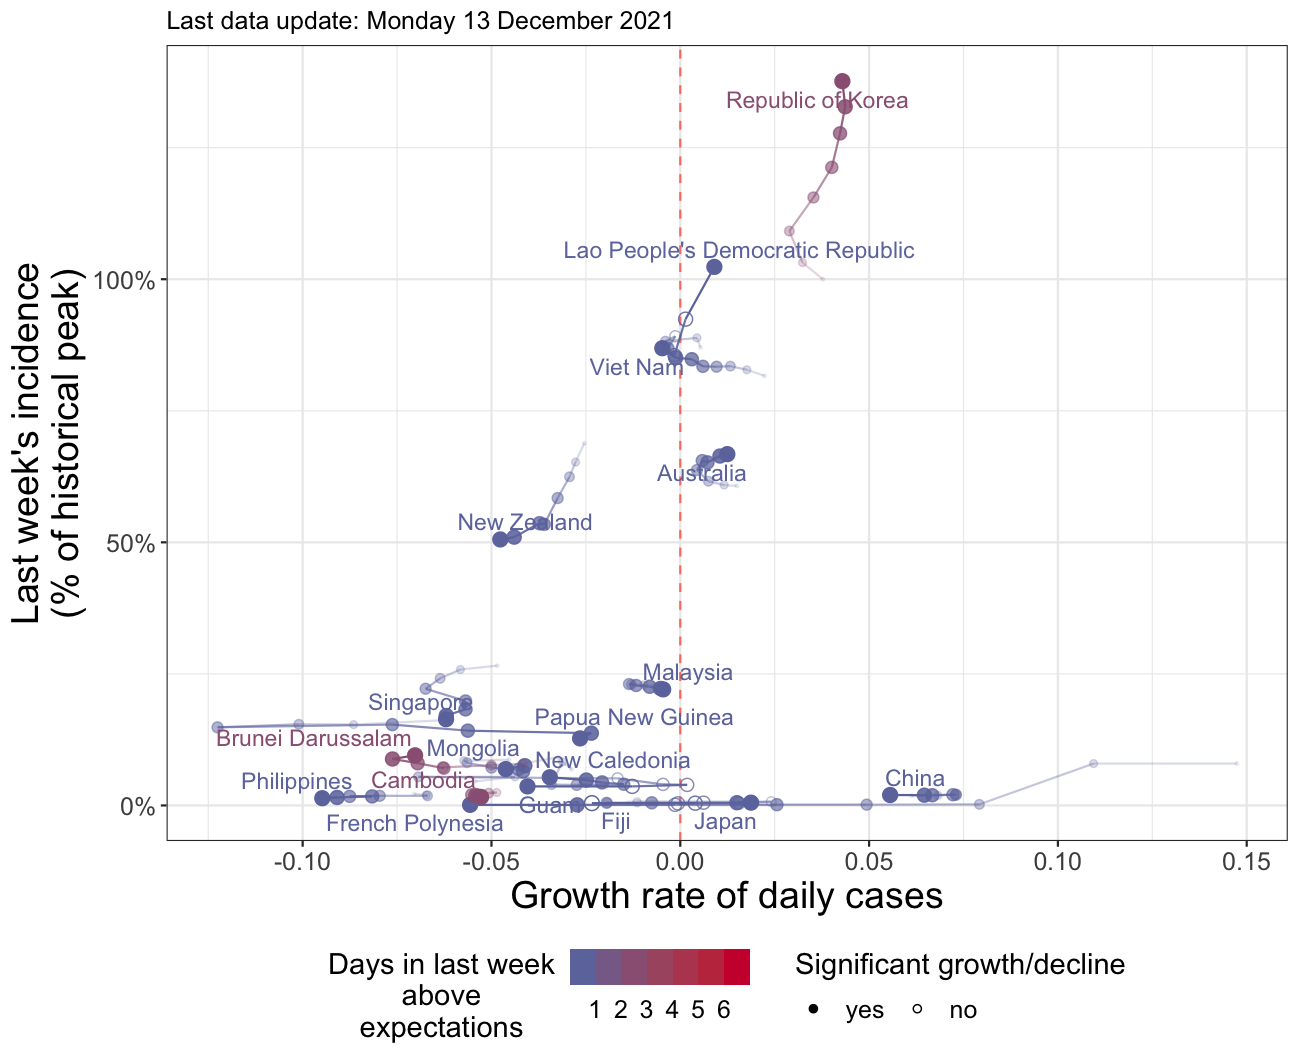 Last data update: Monday 13 December 2021
Last week's incidence
(% of historical peak)
100%
50%
0%
Republic of Korea
Lao People's Democratic Republic
Viet Nam
Australia
New Zealand
Malaysia
Singapore
Papua New Guinea
Brunei Darussalam
Mongolia
New Caledonia
Philippines
Cambodia
China
Guam
French Polynesia
Fiji
Japan
-0.10
-0.05
0.00
0.05
0.10
0.15
Growth rate of daily cases
Days in last week
above
expectations
1 2 3 4 5 6
Significant growth/decline
yes
no